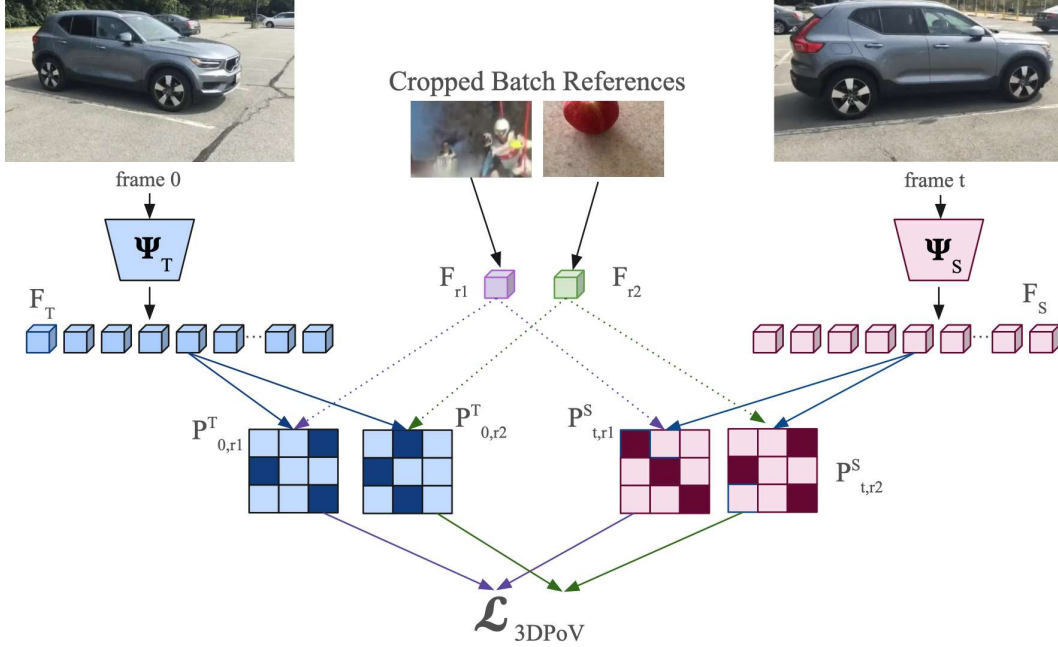 Cropped Batch References
frame 0
frame t
Ψ_T
Ψ_S
F_T
F_r1
F_r2
F_S
P^T_0,r1
P^T_0,r2
P^S_t,r1
P^S_t,r2
ℒ_3DPoV